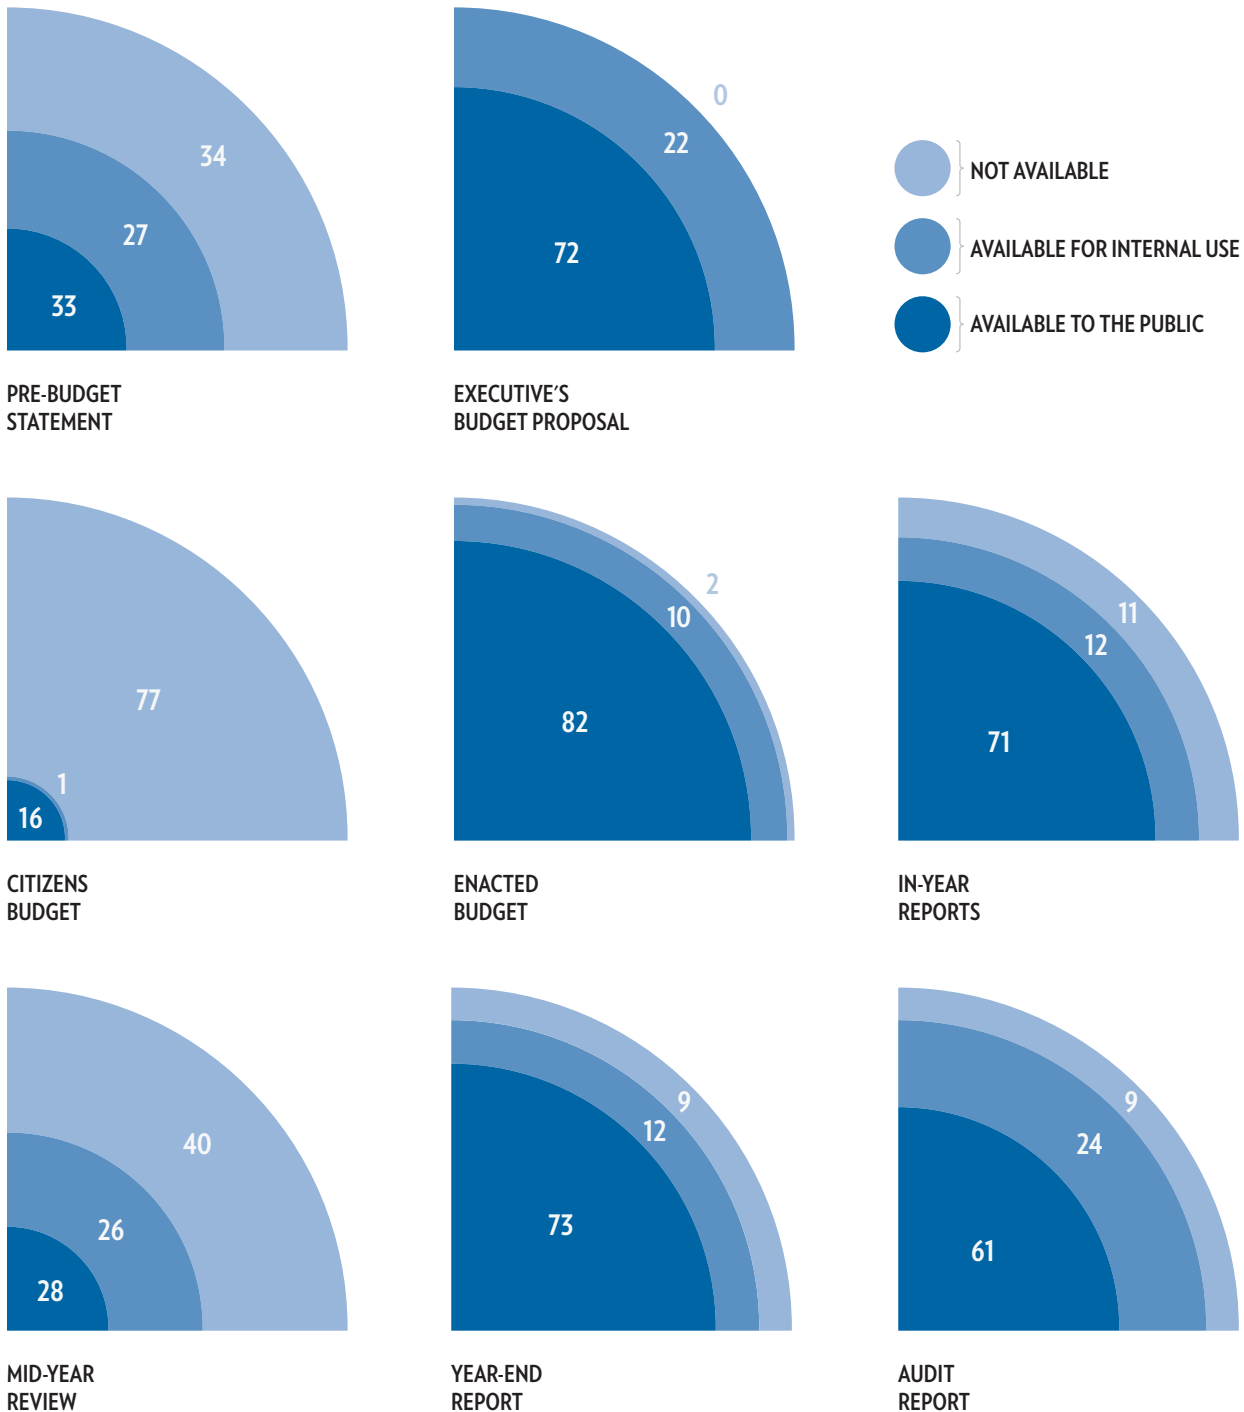 34
27
33
PRE-BUDGET
STATEMENT
0
22
72
EXECUTIVE'S
BUDGET PROPOSAL
NOT AVAILABLE
AVAILABLE FOR INTERNAL USE
AVAILABLE TO THE PUBLIC
77
1
16
CITIZENS
BUDGET
2
10
82
ENACTED
BUDGET
11
12
71
IN-YEAR
REPORTS
40
26
28
MID-YEAR
REVIEW
9
12
73
YEAR-END
REPORT
9
24
61
AUDIT
REPORT